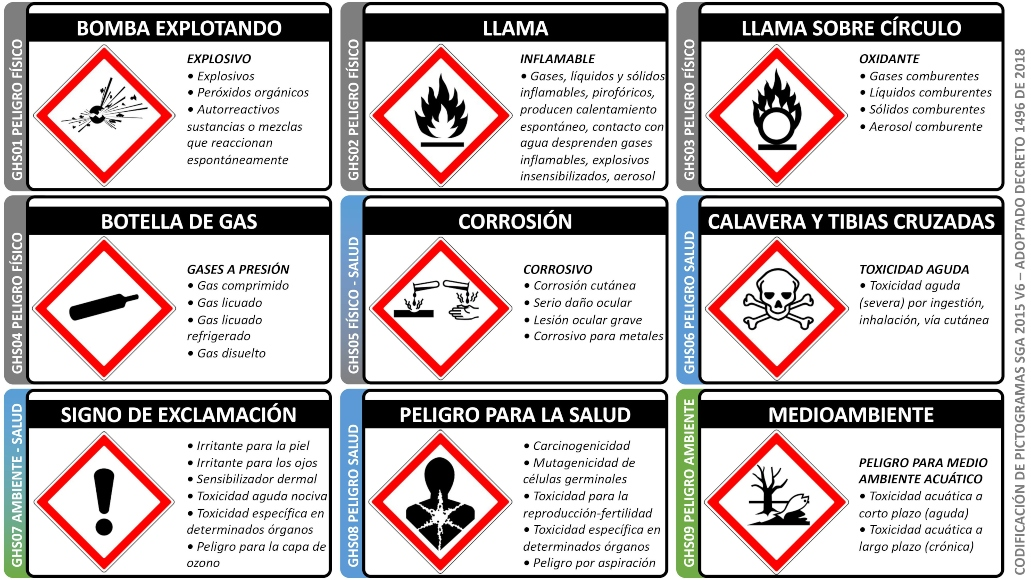 GHS01 PELIGRO FÍSICO
BOMBA EXPLOTANDO
EXPLOSIVO
• Explosivos
• Peróxidos orgánicos
• Autorreactivos
sustancias o mezclas
que reaccionan
espontáneamente
GHS02 PELIGRO FÍSICO
LLAMA
INFLAMABLE
• Gases, líquidos y sólidos
inflamables, pirofóricos,
producen calentamiento
espontáneo, contacto con
agua desprenden gases
inflamables, explosivos
insensibilizados, aerosol
GHS03 PELIGRO FÍSICO
LLAMA SOBRE CÍRCULO
OXIDANTE
• Gases comburentes
• Líquidos comburentes
• Sólidos comburentes
• Aerosol comburente
GHS04 PELIGRO FÍSICO
BOTELLA DE GAS
GASES A PRESIÓN
• Gas comprimido
• Gas licuado
• Gas licuado
refrigerado
• Gas disuelto
GHS05 FÍSICO - SALUD
CORROSIÓN
CORROSIVO
• Corrosión cutánea
• Serio daño ocular
• Lesión ocular grave
• Corrosivo para metales
GHS06 PELIGRO SALUD
CALAVERA Y TIBIAS CRUZADAS
TOXICIDAD AGUDA
• Toxicidad aguda
(severa) por ingestión,
inhalación, vía cutánea
GHS07 AMBIENTE - SALUD
SIGNO DE EXCLAMACIÓN
• Irritante para la piel
• Irritante para los ojos
• Sensibilizador dermal
• Toxicidad aguda nociva
• Toxicidad específica en
determinados órganos
• Peligro para la capa de
ozono
GHS08 PELIGRO SALUD
PELIGRO PARA LA SALUD
• Carcinogenicidad
• Mutagenicidad de
células germinales
• Toxicidad para la
reproducción-fertilidad
• Toxicidad específica en
determinados órganos
• Peligro por aspiración
GHS09 PELIGRO AMBIENTE
MEDIOAMBIENTE
PELIGRO PARA MEDIO
AMBIENTE ACUÁTICO
• Toxicidad acuática a
corto plazo (aguda)
• Toxicidad acuática a
largo plazo (crónica)
CODIFICACIÓN DE PICTOGRAMAS SGA 2015 V6 – ADOPTADO DECRETO 1496 DE 2018